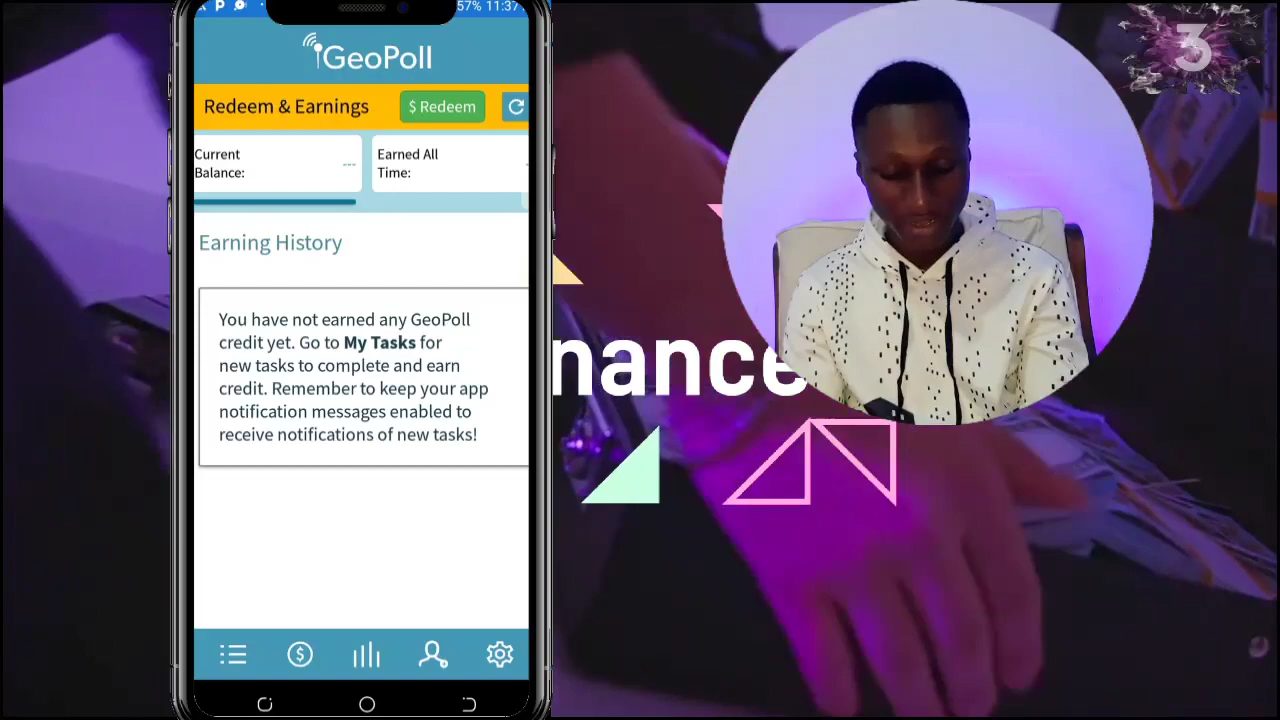 57% 11:37
GeoPoll
Redeem & Earnings
$ Redeem
Current
Balance:
---
Earned All
Time:
Earning History
You have not earned any GeoPoll
credit yet. Go to My Tasks for
new tasks to complete and earn
credit. Remember to keep your app
notification messages enabled to
receive notifications of new tasks!
nance
3